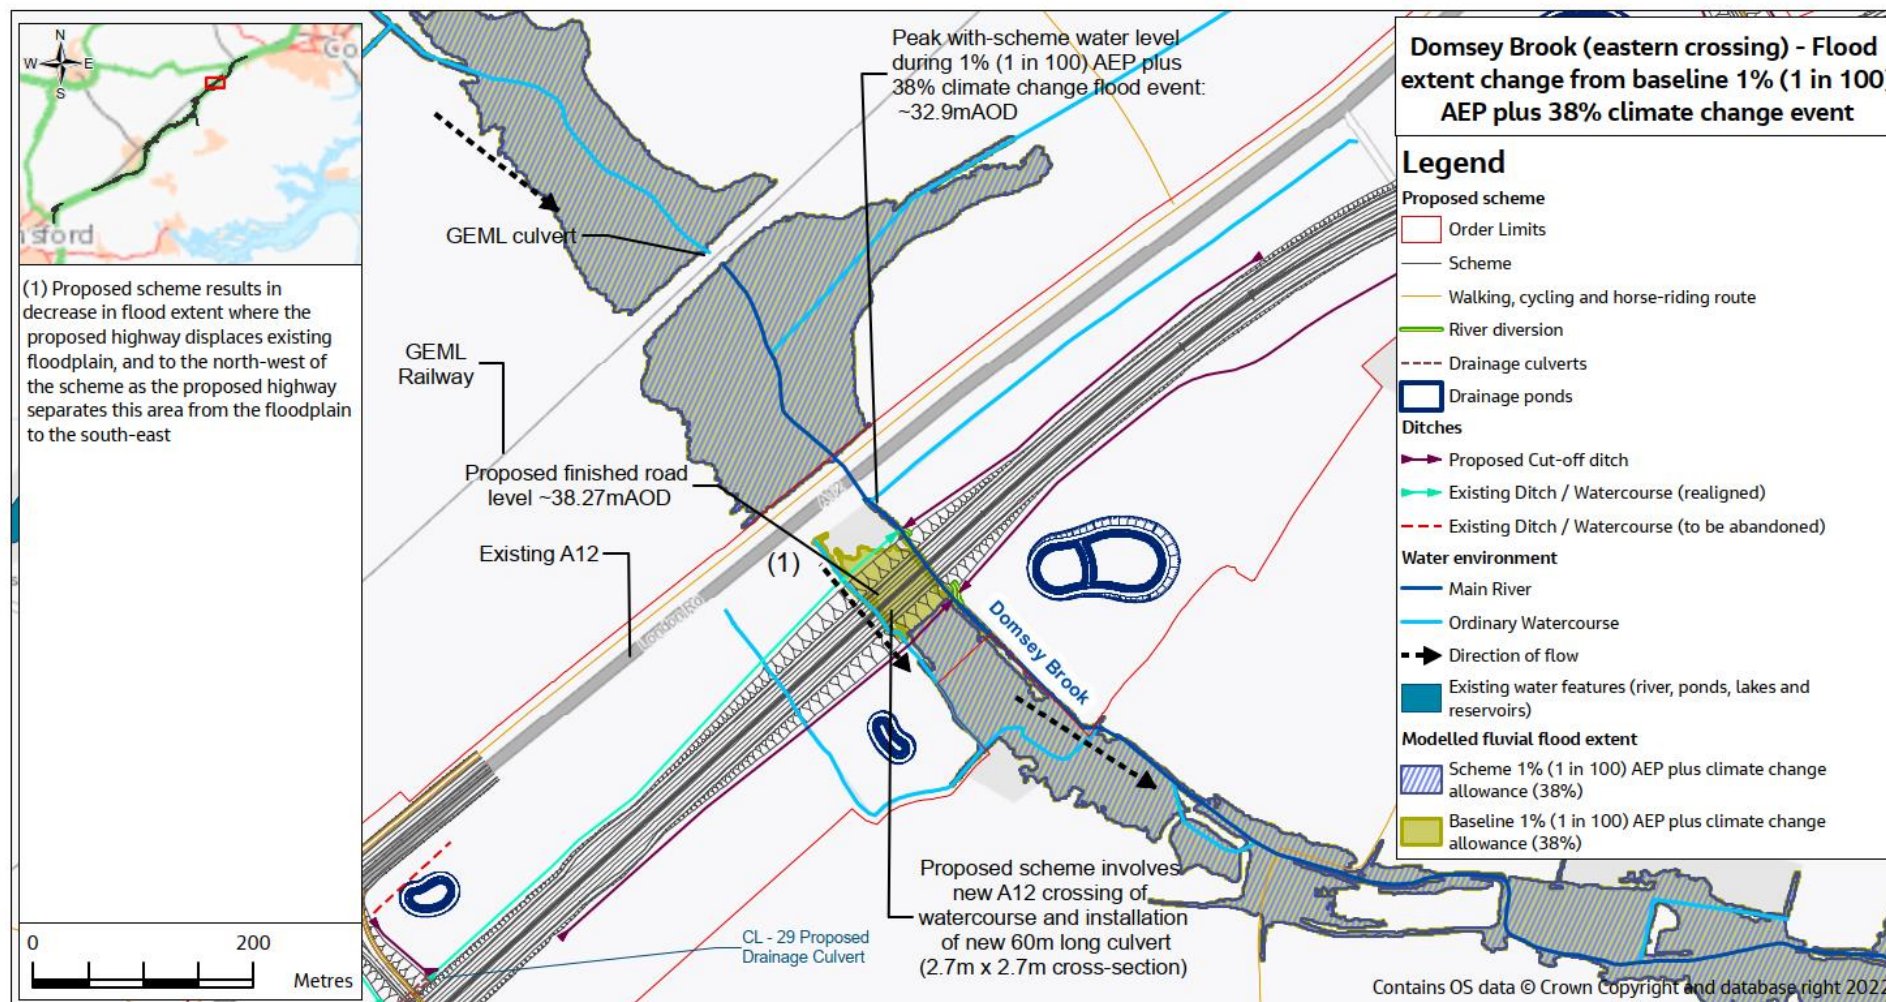 N
W
E
S
Co
nsford
(1) Proposed scheme results in
decrease in flood extent where the
proposed highway displaces existing
floodplain, and to the north-west of
the scheme as the proposed highway
separates this area from the floodplain
to the south-east
0
200
Metres
Peak with-scheme water level
during 1% (1 in 100) AEP plus
38% climate change flood event:
~32.9mAOD
GEML culvert
GEML
Railway
Proposed finished road
level ~38.27mAOD
A12
Existing A12
(1)
London Rd
Domsey Brook
Proposed scheme involves
new A12 crossing of
watercourse and installation
of new 60m long culvert
(2.7m x 2.7m cross-section)
CL - 29 Proposed
Drainage Culvert
Domsey Brook (eastern crossing) - Flood
extent change from baseline 1% (1 in 100)
AEP plus 38% climate change event
Legend
Proposed scheme
Order Limits
Scheme
Walking, cycling and horse-riding route
River diversion
Drainage culverts
Drainage ponds
Ditches
Proposed Cut-off ditch
Existing Ditch / Watercourse (realigned)
Existing Ditch / Watercourse (to be abandoned)
Water environment
Main River
Ordinary Watercourse
Direction of flow
Existing water features (river, ponds, lakes and
reservoirs)
Modelled fluvial flood extent
Scheme 1% (1 in 100) AEP plus climate change
allowance (38%)
Baseline 1% (1 in 100) AEP plus climate change
allowance (38%)
Contains OS data © Crown Copyright and database right 2022